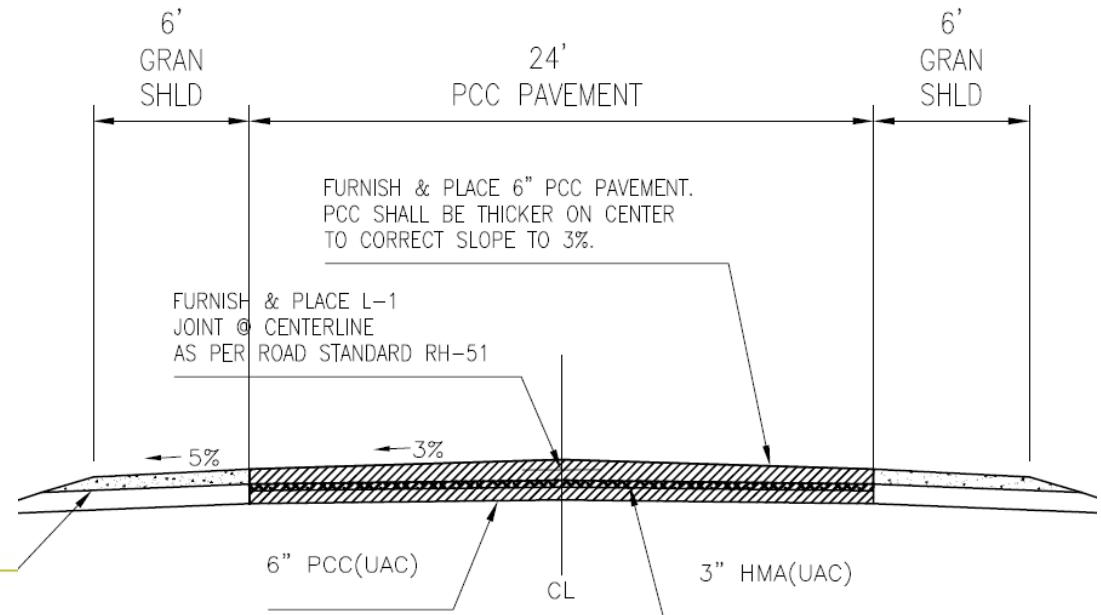 6'
GRAN
SHLD
24'
PCC PAVEMENT
6'
GRAN
SHLD
FURNISH & PLACE 6" PCC PAVEMENT.
PCC SHALL BE THICKER ON CENTER
TO CORRECT SLOPE TO 3%.
FURNISH & PLACE L-1
JOINT @ CENTERLINE
AS PER ROAD STANDARD RH-51
5%
3%
6" PCC(UAC)
3" HMA(UAC)
CL